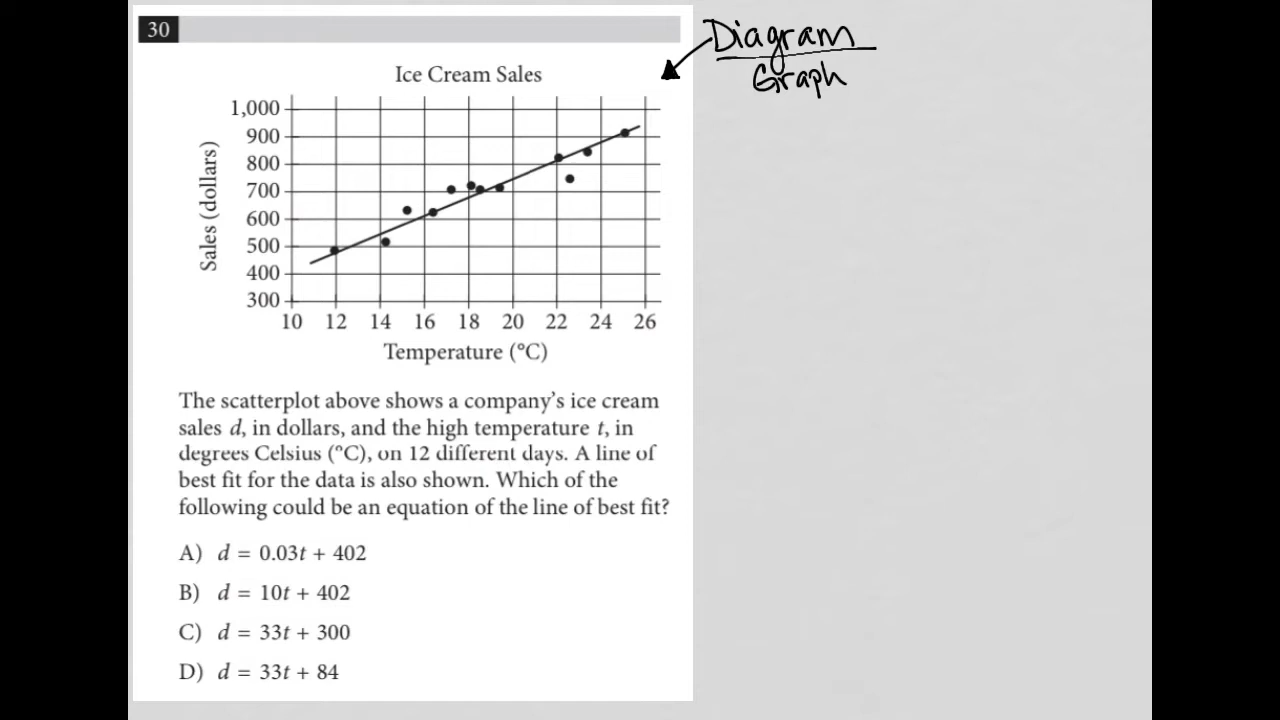 30
Diagram
Graph
Ice Cream Sales
1,000
900
800
700
600
500
400
300
Sales (dollars)
10 12 14 16 18 20 22 24 26
Temperature (°C)
The scatterplot above shows a company's ice cream
sales d, in dollars, and the high temperature t, in
degrees Celsius (°C), on 12 different days. A line of
best fit for the data is also shown. Which of the
following could be an equation of the line of best fit?
A) d = 0.03t + 402
B) d = 10t + 402
C) d = 33t + 300
D) d = 33t + 84